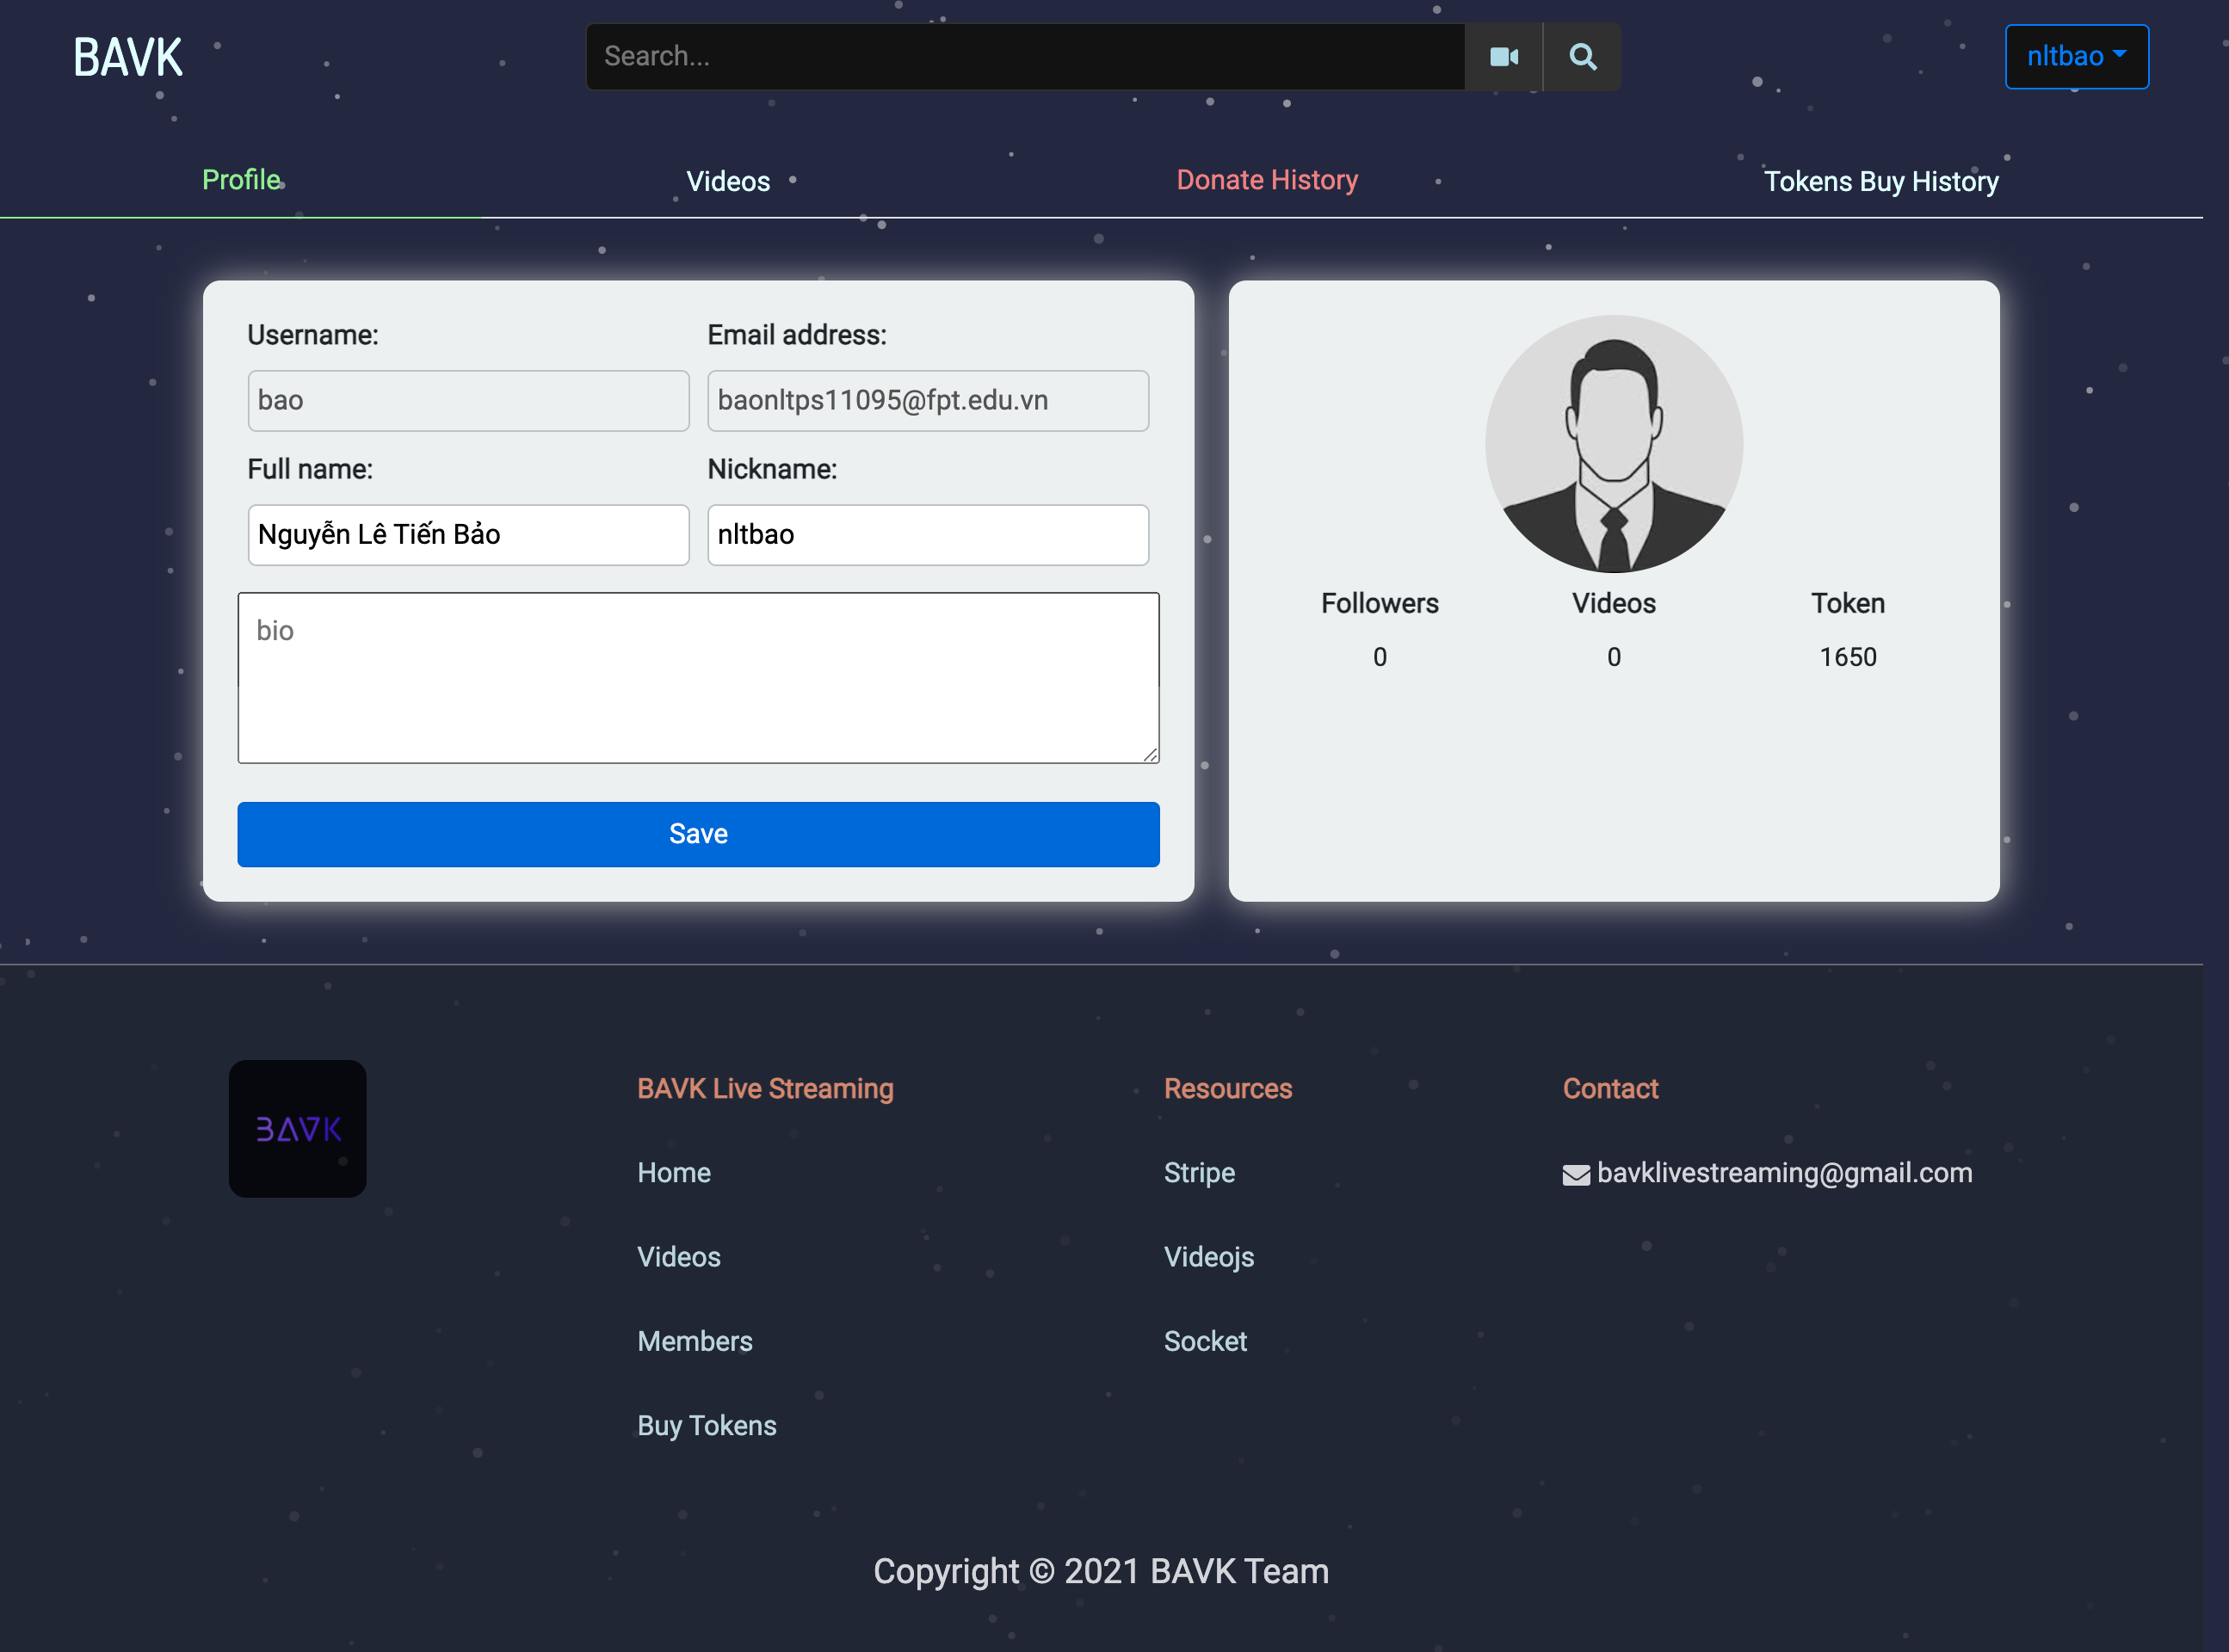 BAVK
Search...
nltbao
Profile
Videos
Donate History
Tokens Buy History
Username:
Email address:
bao
baonltps11095@fpt.edu.vn
Full name:
Nickname:
Nguyễn Lê Tiến Bảo
nltbao
bio
Save
Followers
Videos
Token
0
0
1650
BAVK
BAVK Live Streaming
Home
Videos
Members
Buy Tokens
Resources
Stripe
Videojs
Socket
Contact
bavklivestreaming@gmail.com
Copyright © 2021 BAVK Team